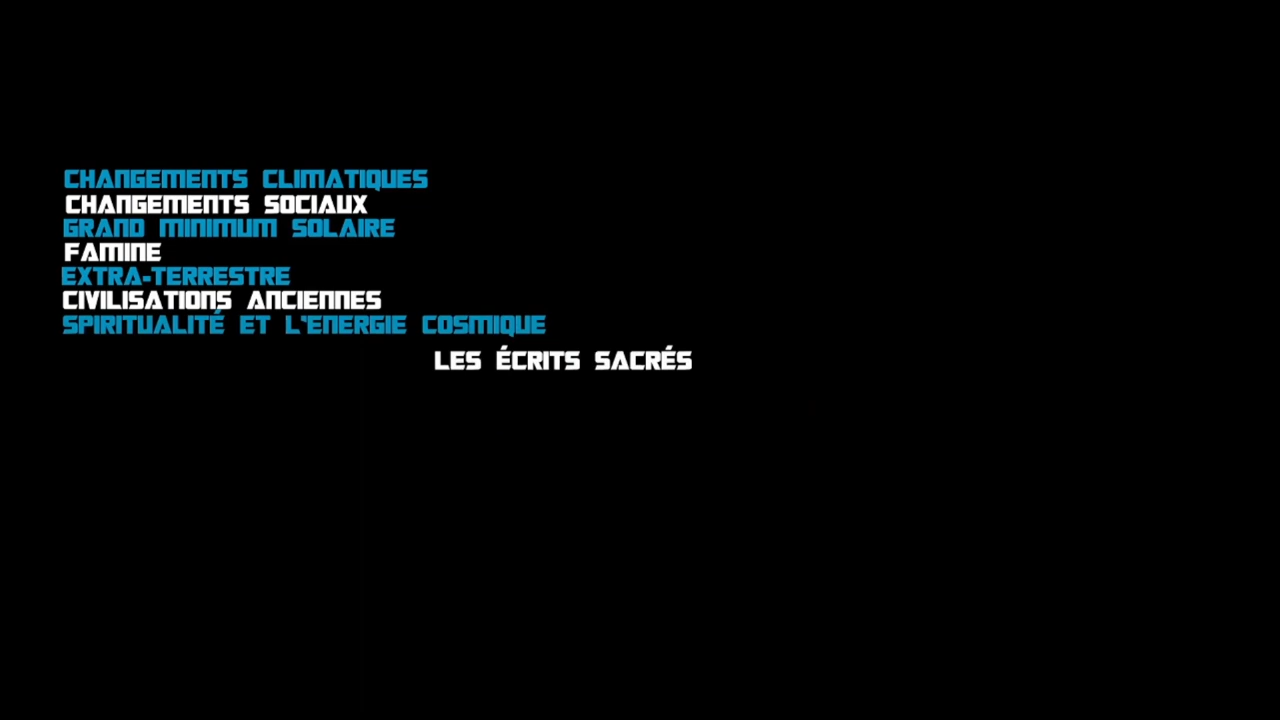 CHANGEMENTS CLIMATIQUES
CHANGEMENTS SOCIAUX
GRAND MINIMUM SOLAIRE
FAMINE
EXTRA-TERRESTRE
CIVILISATIONS ANCIENNES
SPIRITUALITÉ ET L'ENERGIE COSMIQUE
LES ÉCRITS SACRÉS